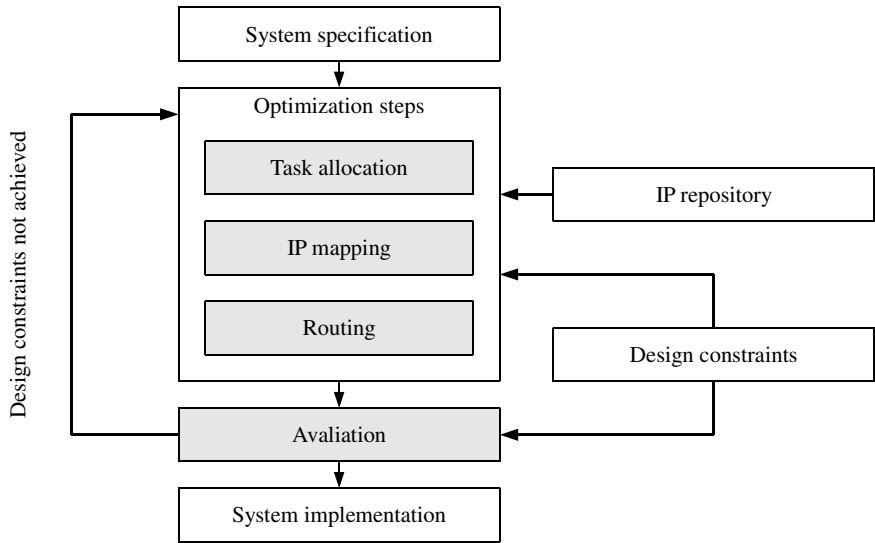 System specification
Optimization steps
Task allocation
IP mapping
Routing
IP repository
Design constraints
Design constraints not achieved
Avaliation
System implementation